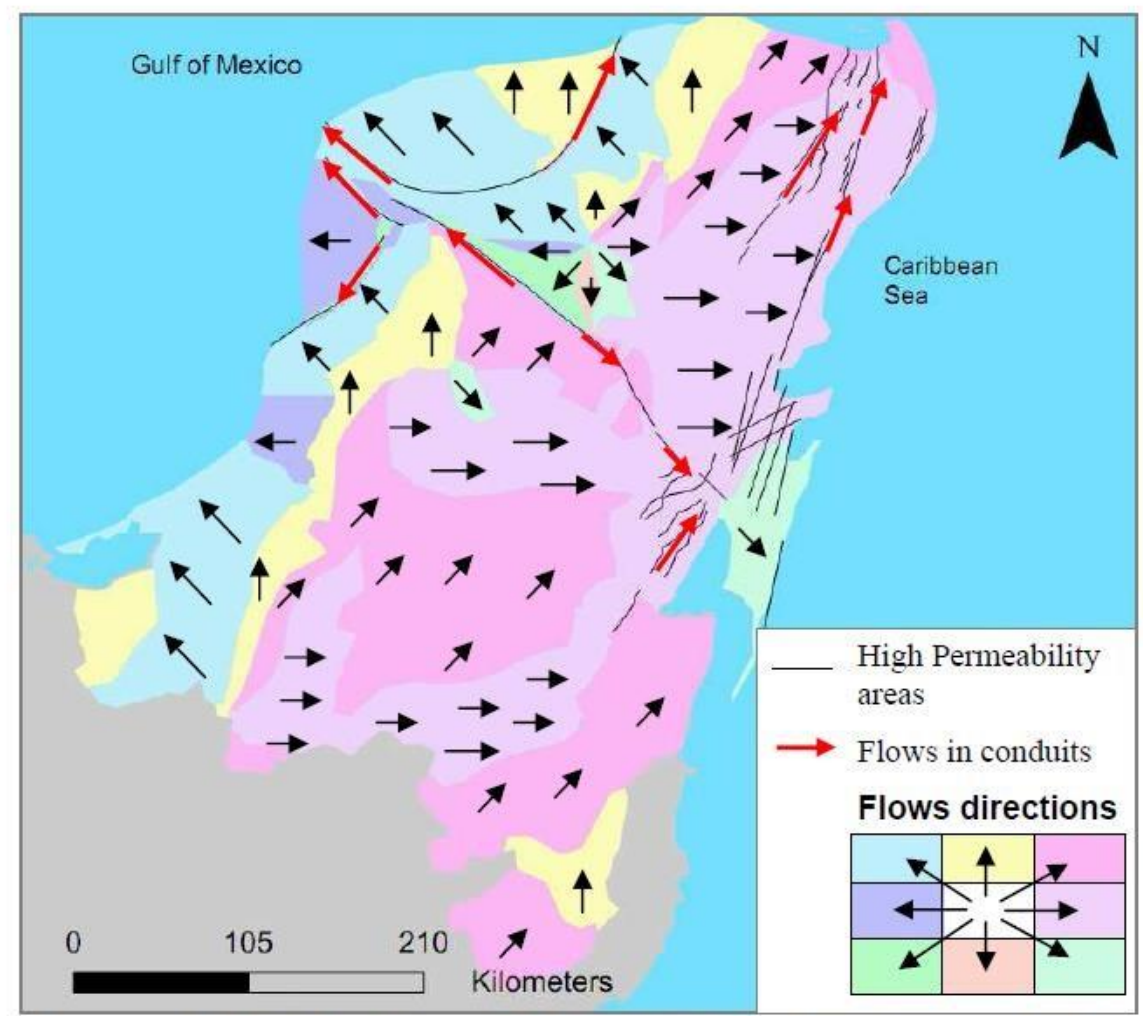 Gulf of Mexico
N
Caribbean
Sea
High Permeability
areas
Flows in conduits
Flows directions
0 105 210
Kilometers